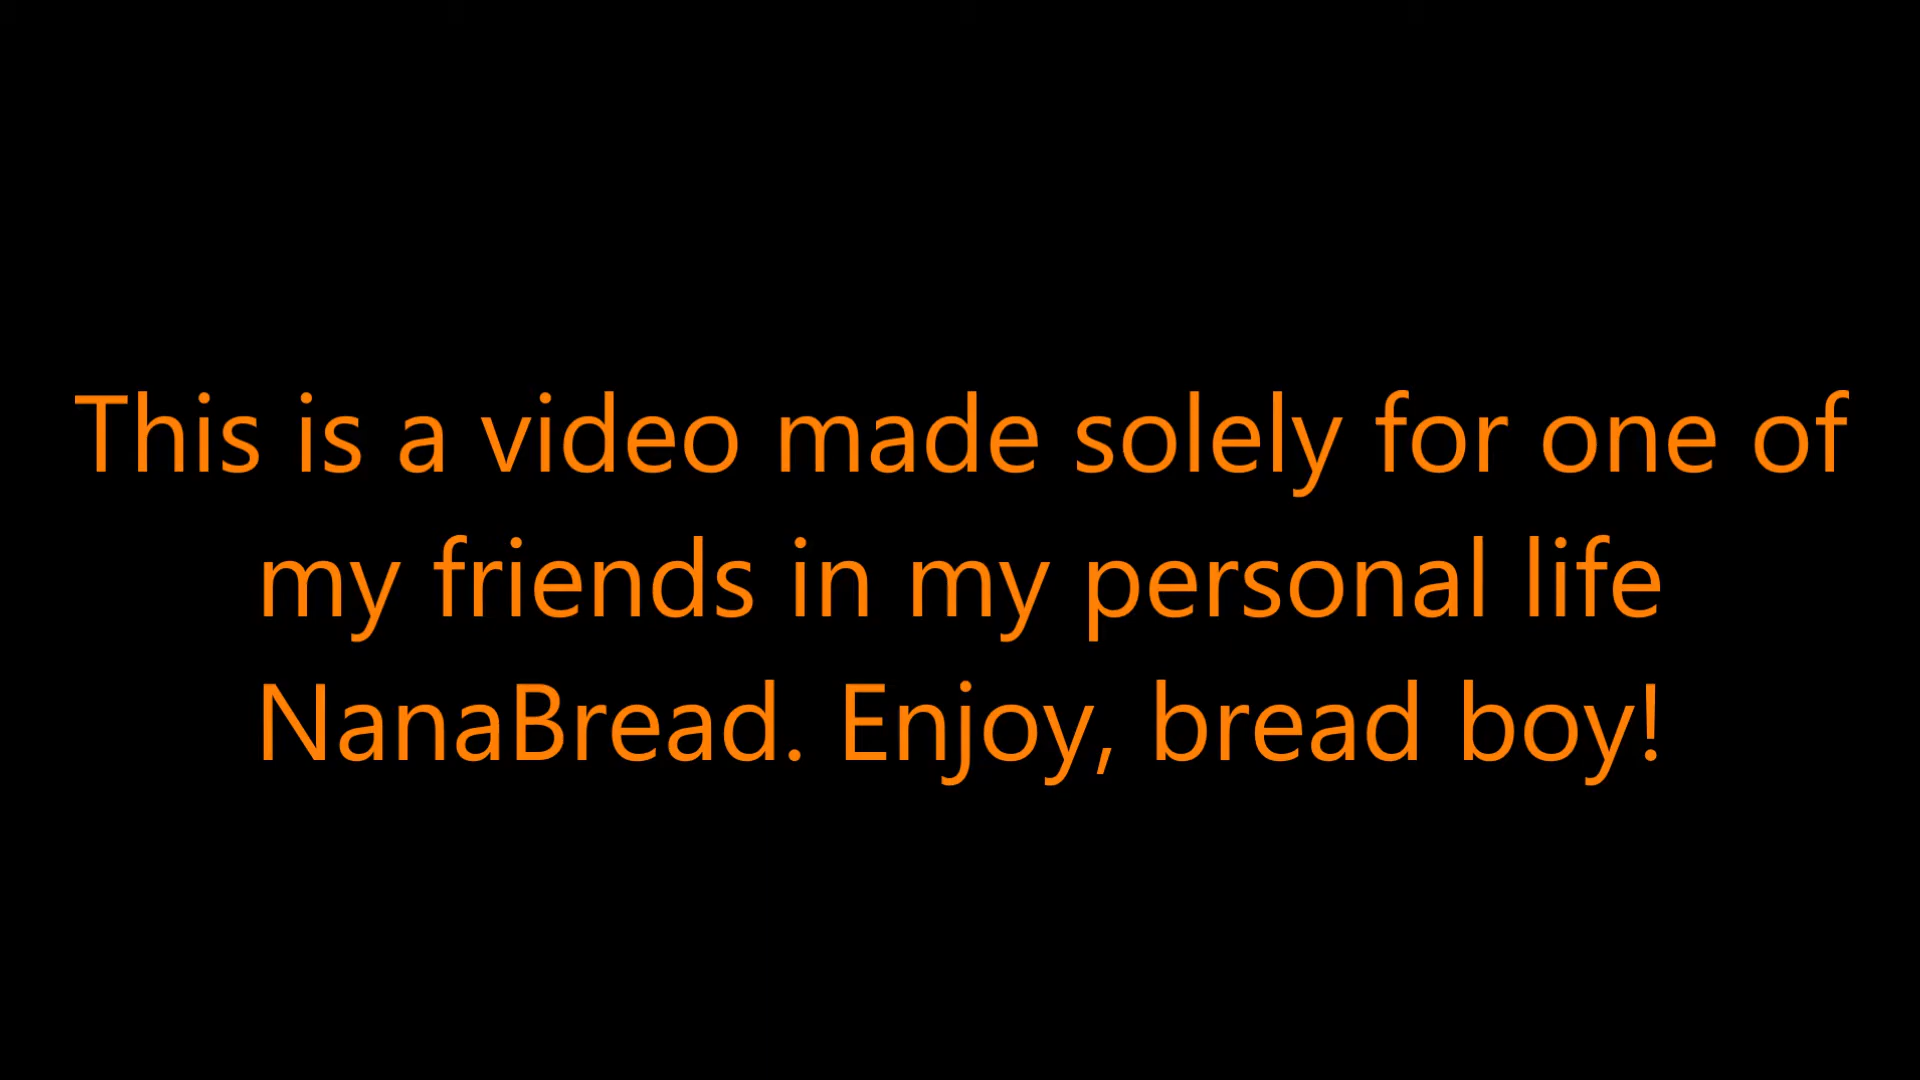 This is a video made solely for one of
my friends in my personal life
NanaBread. Enjoy, bread boy!